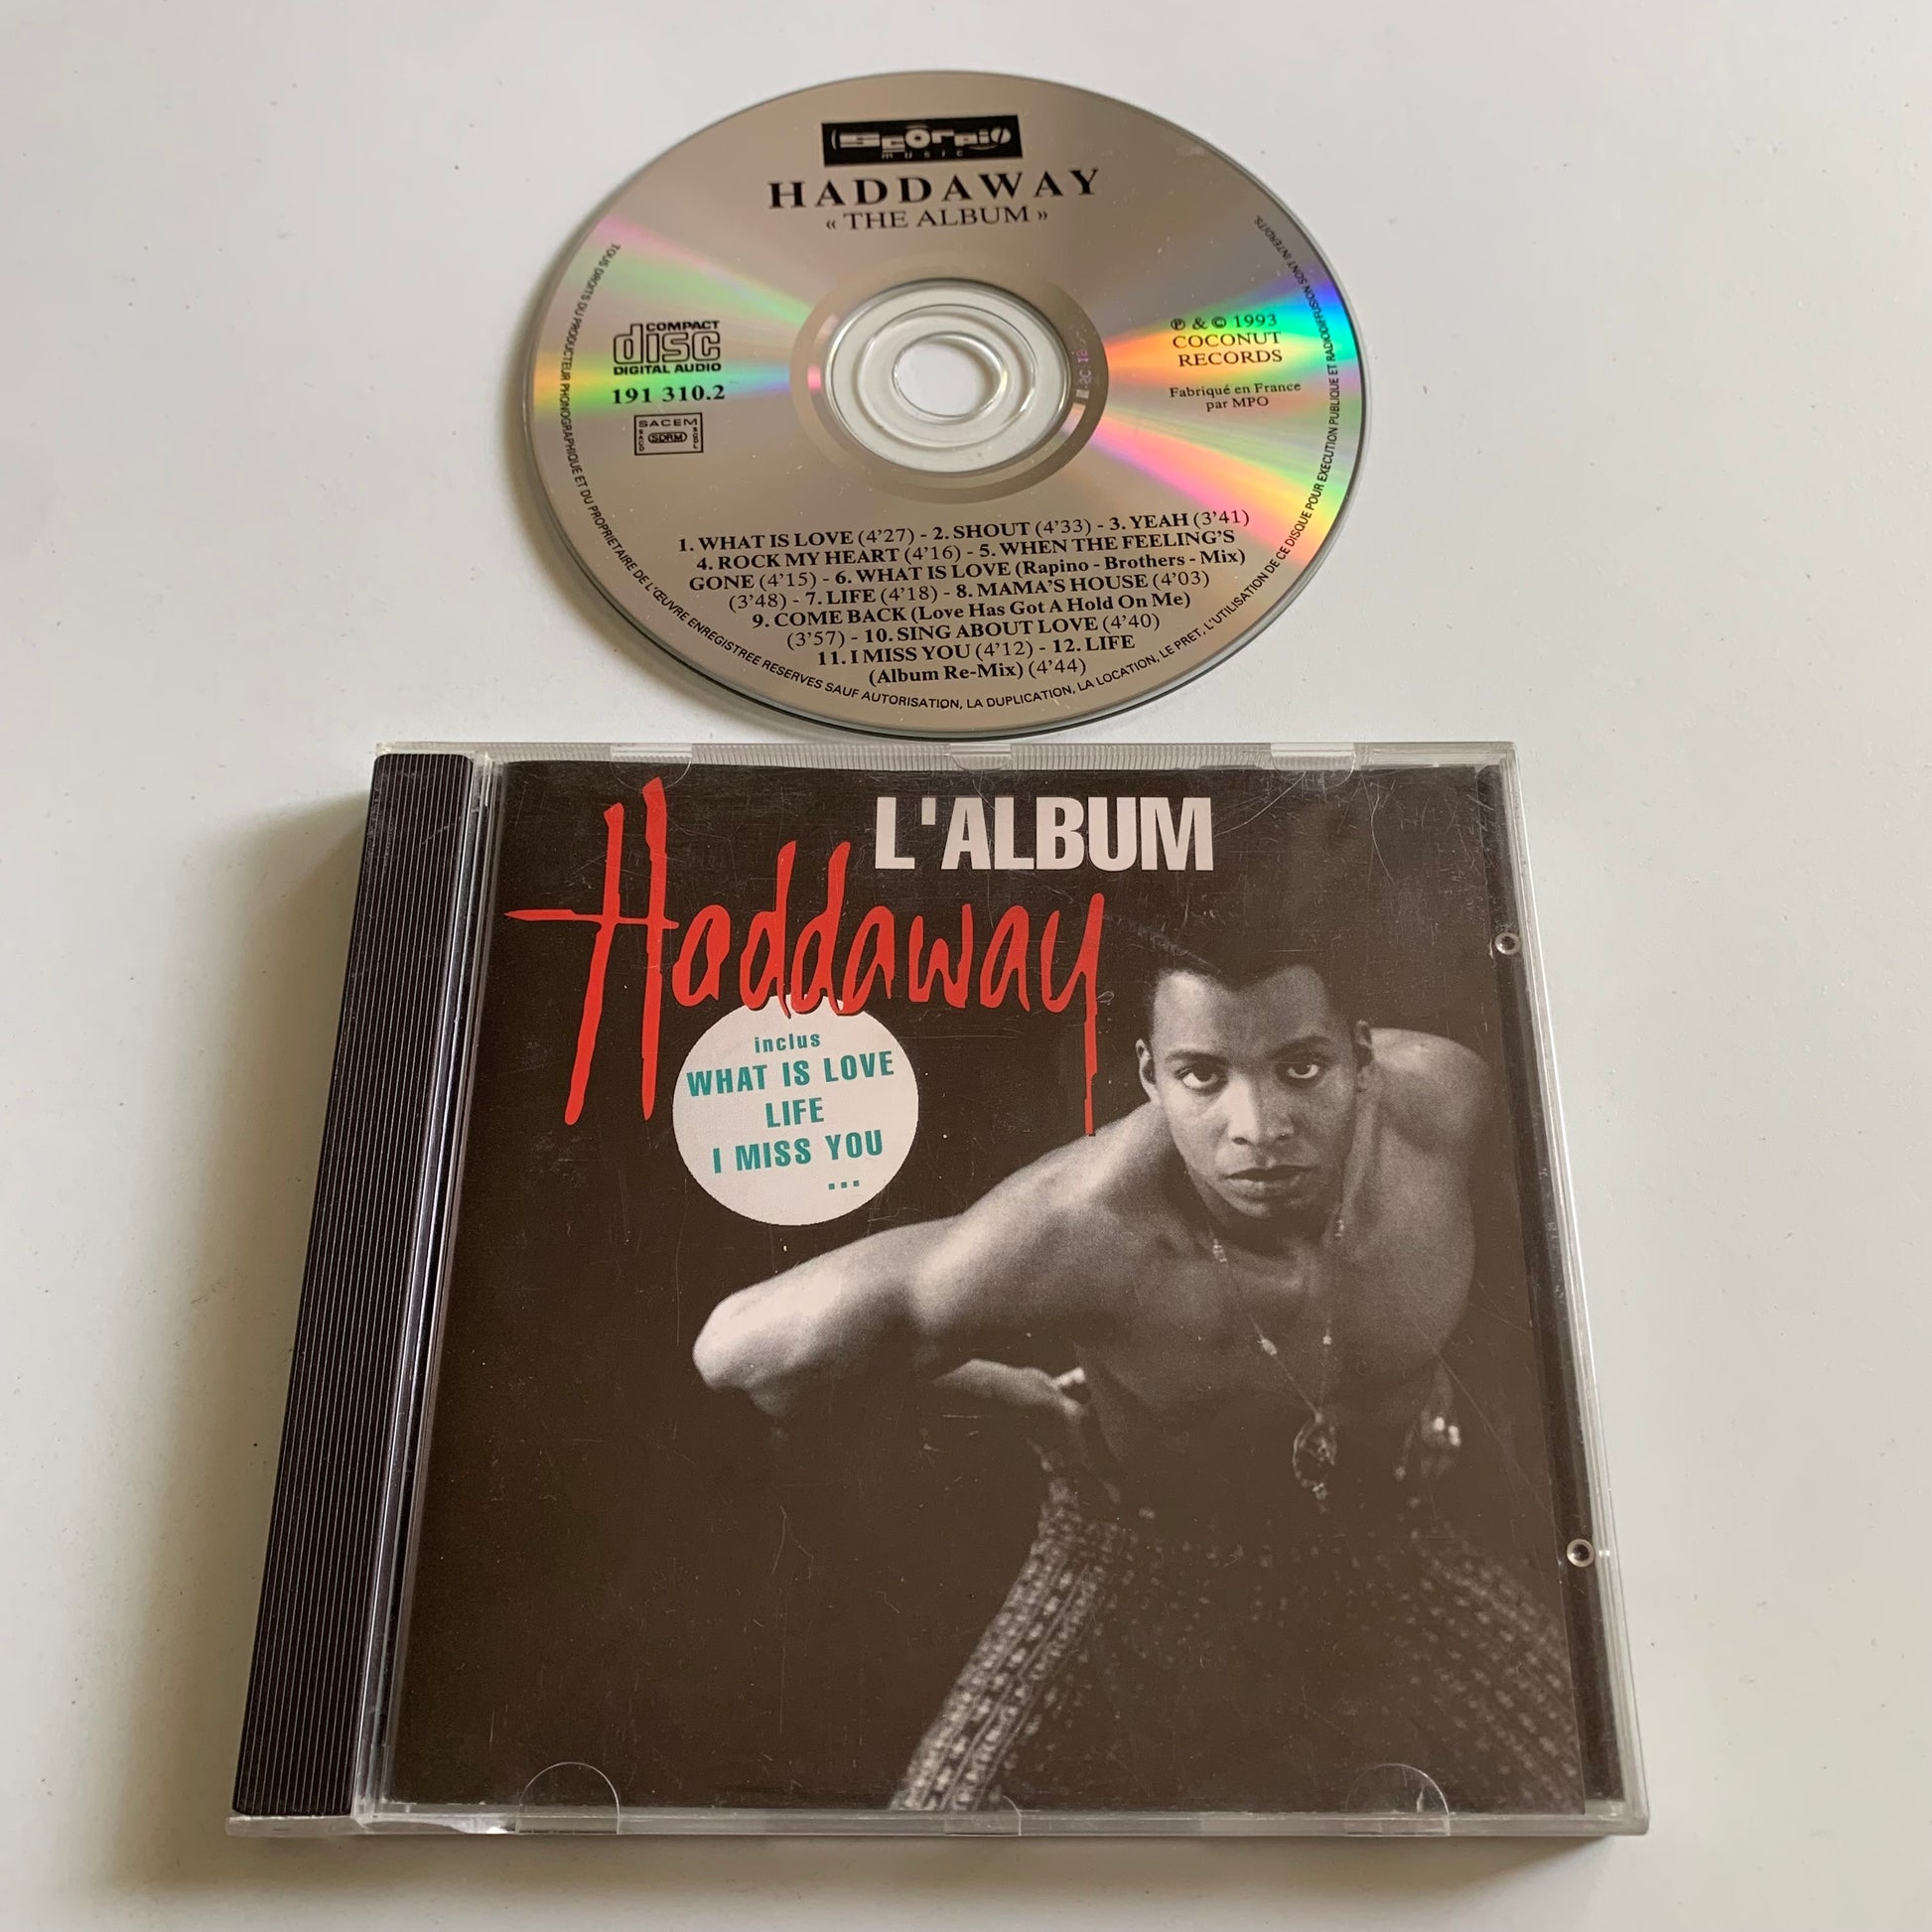 Scorpio
music
HADDAWAY
« THE ALBUM »
COMPACT
disc
DIGITAL AUDIO
191 310.2
SACEM
SACD SDRM SGDL
℗ & © 1993
COCONUT
RECORDS
Fabriqué en France
par MPO
1. WHAT IS LOVE (4'27) - 2. SHOUT (4'33) - 3. YEAH (3'41)
4. ROCK MY HEART (4'16) - 5. WHEN THE FEELING'S
GONE (4'15) - 6. WHAT IS LOVE (Rapino - Brothers - Mix)
(3'48) - 7. LIFE (4'18) - 8. MAMA'S HOUSE (4'03)
9. COME BACK (Love Has Got A Hold On Me)
(3'57) - 10. SING ABOUT LOVE (4'40)
11. I MISS YOU (4'12) - 12. LIFE
(Album Re-Mix) (4'44)
TOUS DROITS DU PRODUCTEUR PHONOGRAPHIQUE ET DU PROPRIETAIRE DE L'ŒUVRE ENREGISTREE RESERVES SAUF AUTORISATION, LA DUPLICATION, LA LOCATION, LE PRET, L'UTILISATION DE CE DISQUE POUR EXECUTION PUBLIQUE ET RADIODIFFUSION SONT INTERDITS.
L'ALBUM
Haddaway
inclus
WHAT IS LOVE
LIFE
I MISS YOU
...